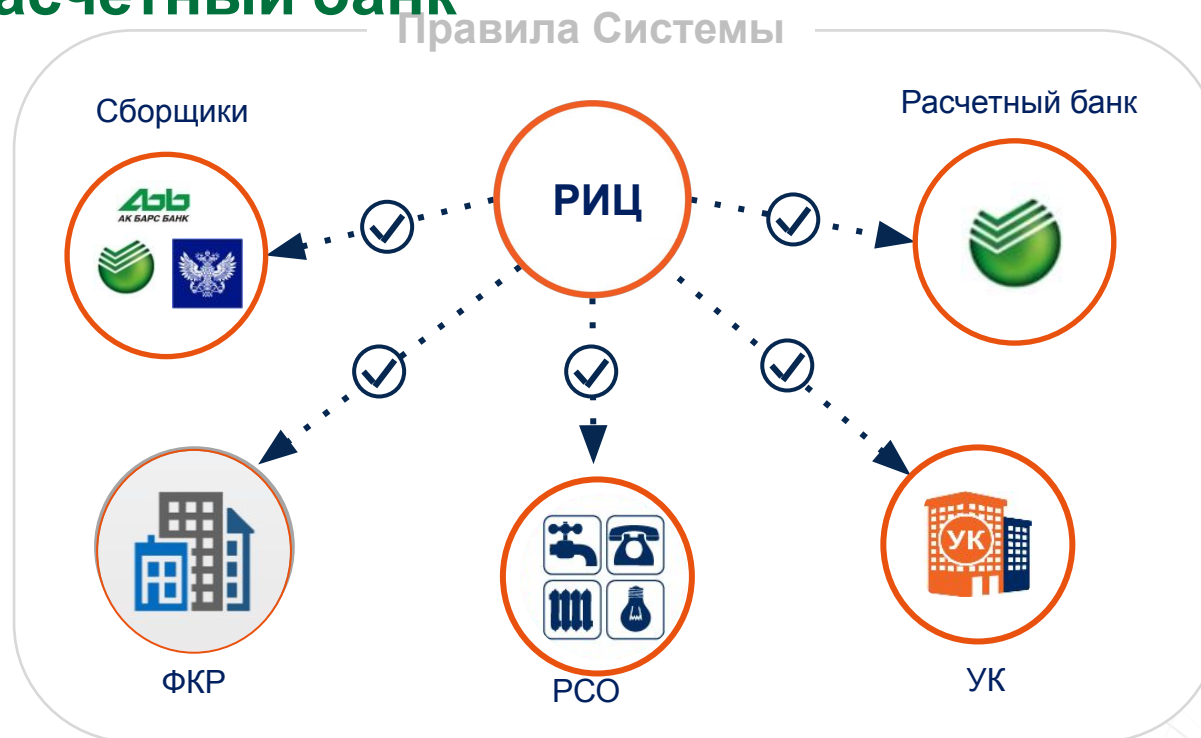 асчетный банк
Правила Системы
Сборщики
Расчетный банк
РИЦ
АК БАРС БАНК
УК
ФКР
РСО
УК